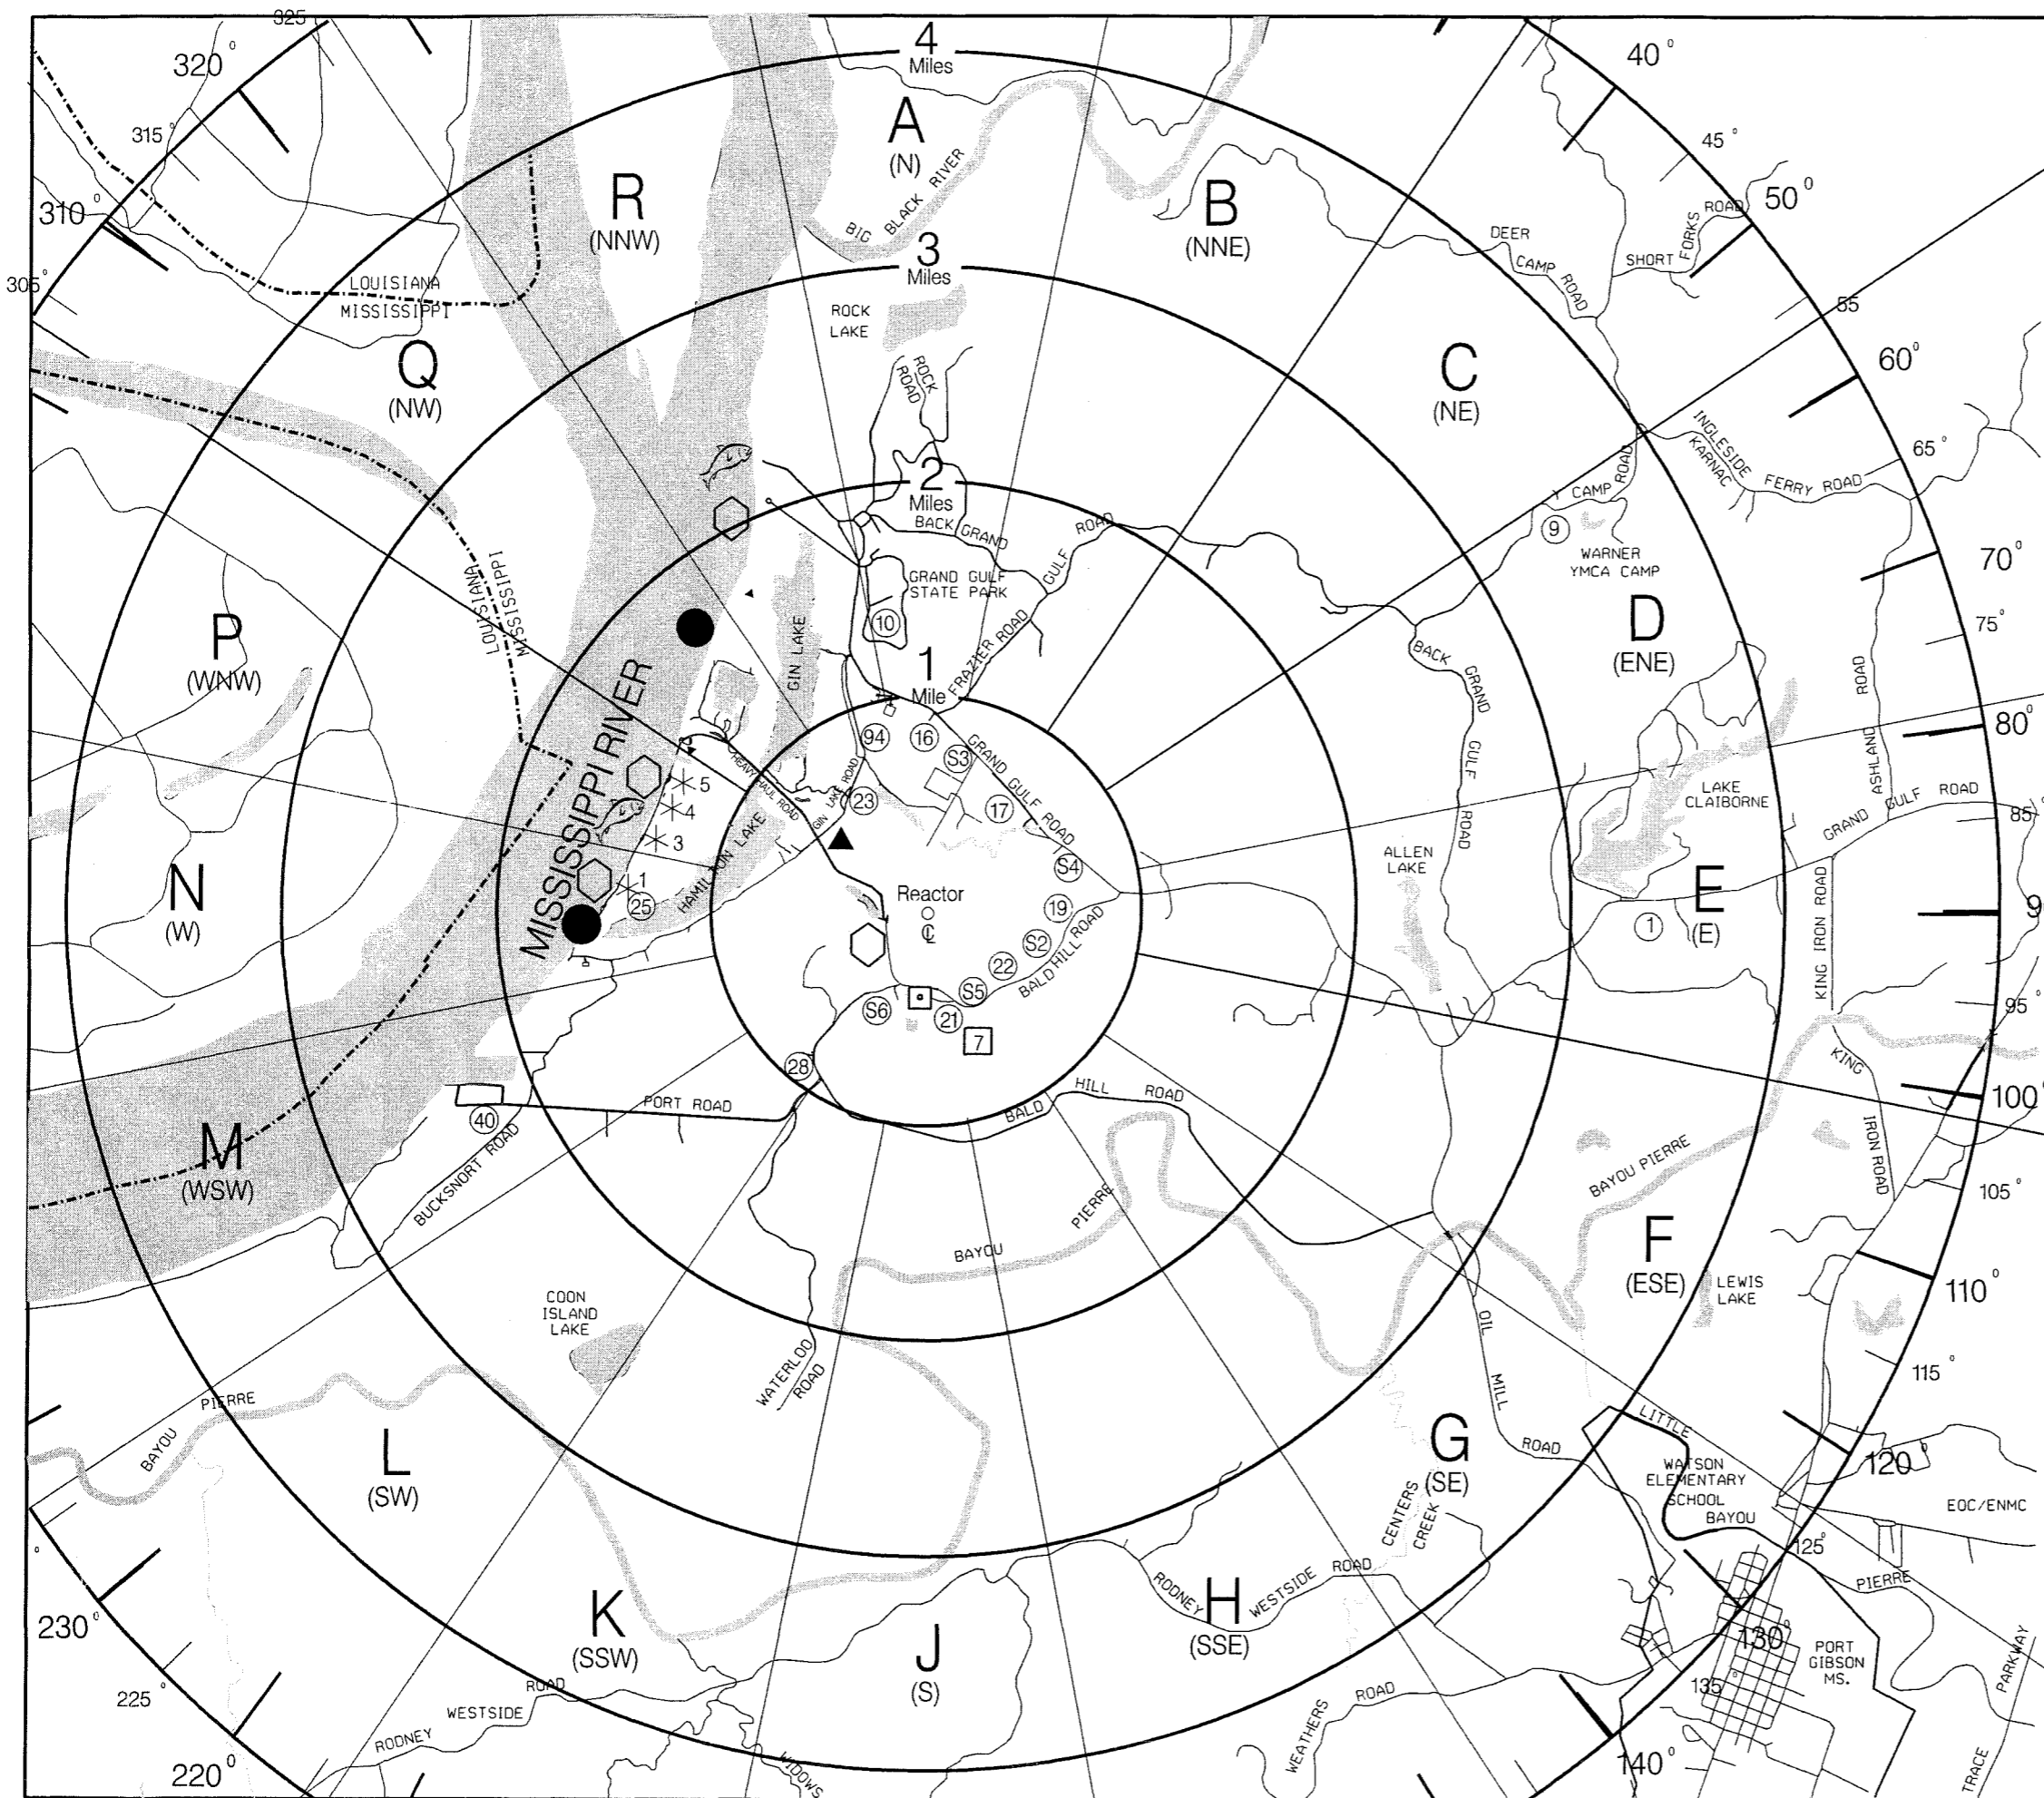 325°
320°
315°
310°
305°
4
Miles
A
(N)
BIG BLACK RIVER
R
(NNW)
B
(NNE)
3
Miles
40°
45°
50°
SHORT FORKS ROAD
DEER
CAMP ROAD
55
60°
65°
LOUISIANA
MISSISSIPPI
ROCK
LAKE
Q
(NW)
ROCK
ROAD
C
(NE)
INGLESIDE
KARNAC
FERRY ROAD
Y CAMP ROAD
9
WARNER
YMCA CAMP
2
Miles
BACK GRAND
GULF ROAD
GRAND GULF
STATE PARK
10
LOUISIANA
MISSISSIPPI
GIN LAKE
FRAZIER ROAD
1
Mile
P
(WNW)
D
(ENE)
70°
75°
80°
BACK GRAND
GULF ROAD
ASHLAND ROAD
MISSISSIPPI RIVER
94
16
S3
GRAND GULF ROAD
HEAVY HAUL ROAD
GIN LAKE ROAD
23
17
5
4
3
1
25
HAMILTON LAKE
LAKE
CLAIBORNE
GRAND GULF ROAD
85°
ALLEN
LAKE
S4
N
(W)
Reactor
19
S2
22
BALD HILL ROAD
E
(E)
1
9
KING IRON ROAD
S5
S6
21
7
95°
28
KING
IRON ROAD
100°
PORT ROAD
BALD HILL ROAD
40
BUCKSNORT ROAD
M
(WSW)
BAYOU PIERRE
105°
PIERRE
BAYOU
F
(ESE)
LEWIS
LAKE
110°
COON
ISLAND
LAKE
WATERLOO
ROAD
OIL
MILL
ROAD
115°
BAYOU PIERRE
L
(SW)
G
(SE)
LITTLE
WATSON
ELEMENTARY
SCHOOL
BAYOU
120°
EOC/ENMC
CENTERS
CREEK
125°
PIERRE
RODNEY
WESTSIDE ROAD
H
(SSE)
K
(SSW)
J
(S)
230°
130°
PORT
GIBSON
MS.
225°
135°
ROAD
WESTSIDE
RODNEY
WEATHERS ROAD
WIDOWS
220°
140°
TRACE
PARKWAY